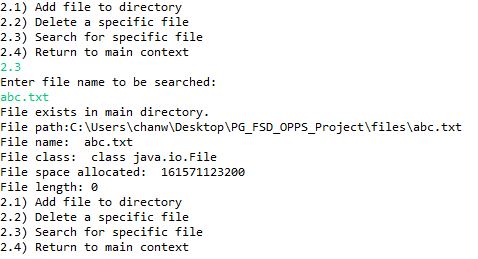 2.1) Add file to directory
2.2) Delete a specific file
2.3) Search for specific file
2.4) Return to main context
2.3
Enter file name to be searched:
abc.txt
File exists in main directory.
File path:C:\Users\chanw\Desktop\PG_FSD_OPPS_Project\files\abc.txt
File name:  abc.txt
File class:  class java.io.File
File space allocated:  161571123200
File length: 0
2.1) Add file to directory
2.2) Delete a specific file
2.3) Search for specific file
2.4) Return to main context